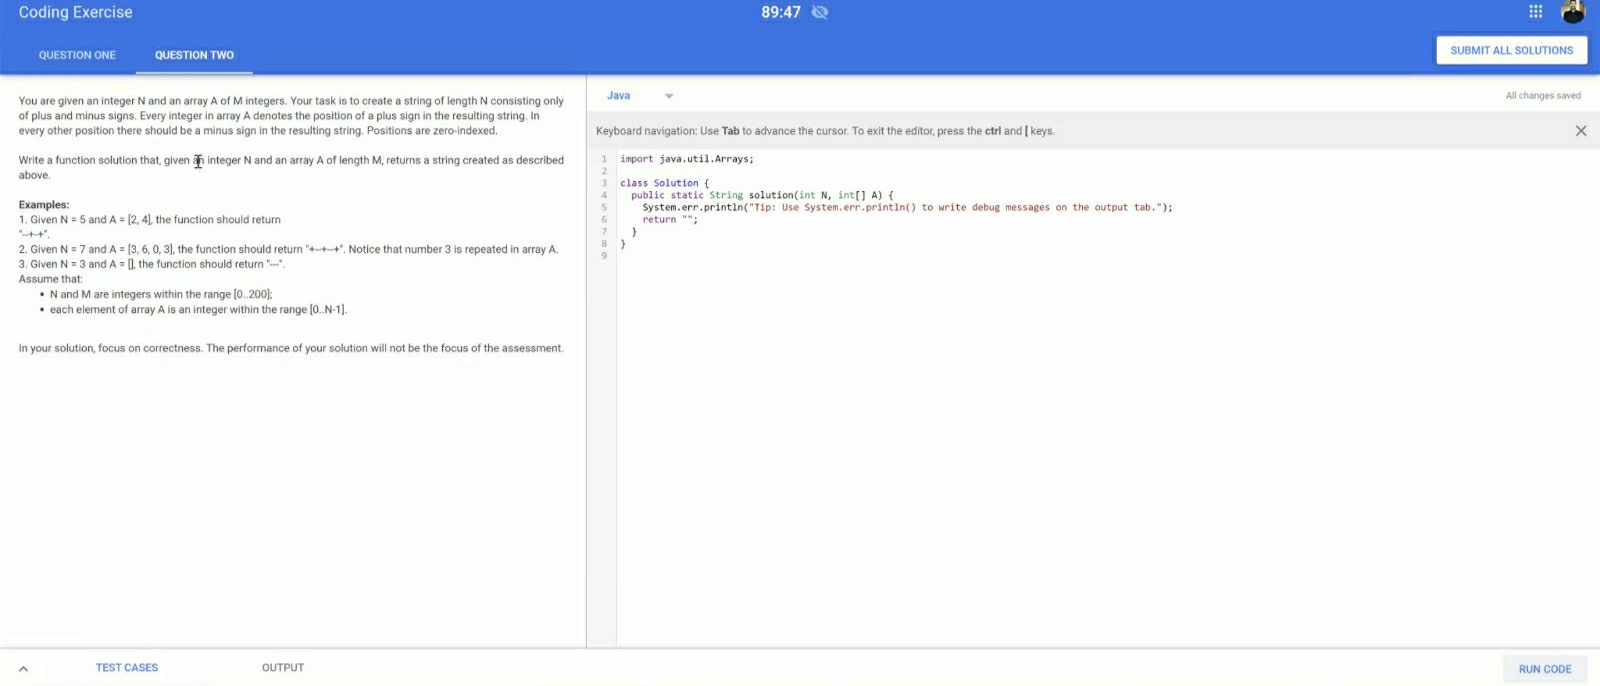 Coding Exercise
89:47
QUESTION ONE
QUESTION TWO
SUBMIT ALL SOLUTIONS
You are given an integer N and an array A of M integers. Your task is to create a string of length N consisting only
of plus and minus signs. Every integer in array A denotes the position of a plus sign in the resulting string. In
every other position there should be a minus sign in the resulting string. Positions are zero-indexed.
Write a function solution that, given an integer N and an array A of length M, returns a string created as described
above.
Examples:
1. Given N = 5 and A = [2, 4], the function should return
"--+-+".
2. Given N = 7 and A = [3, 6, 0, 3], the function should return "+--+--+". Notice that number 3 is repeated in array A.
3. Given N = 3 and A = [], the function should return "---".
Assume that:
• N and M are integers within the range [0..200];
• each element of array A is an integer within the range [0..N-1].
In your solution, focus on correctness. The performance of your solution will not be the focus of the assessment.
Java
All changes saved
Keyboard navigation: Use Tab to advance the cursor. To exit the editor, press the ctrl and [ keys.
1 import java.util.Arrays;
2
3 class Solution {
4 public static String solution(int N, int[] A) {
5 System.err.println("Tip: Use System.err.println() to write debug messages on the output tab.");
6 return "";
7 }
8 }
9
TEST CASES
OUTPUT
RUN CODE